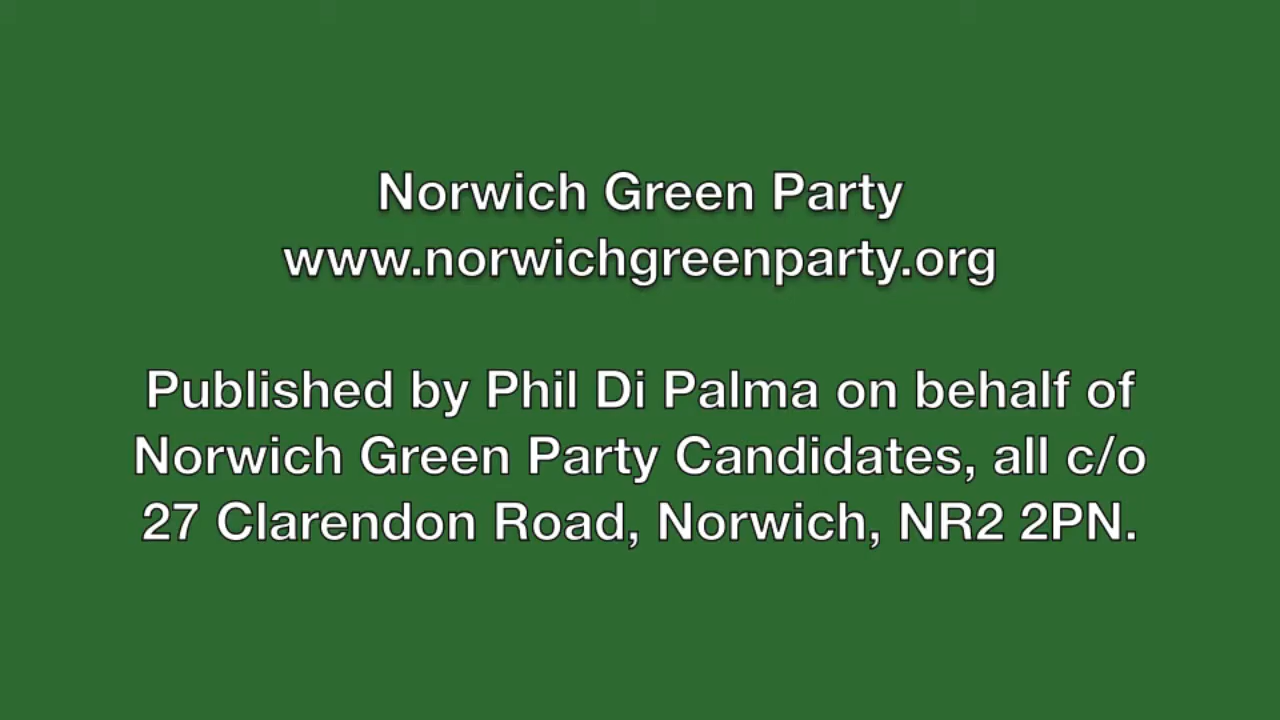 Norwich Green Party
www.norwichgreenparty.org
Published by Phil Di Palma on behalf of
Norwich Green Party Candidates, all c/o
27 Clarendon Road, Norwich, NR2 2PN.